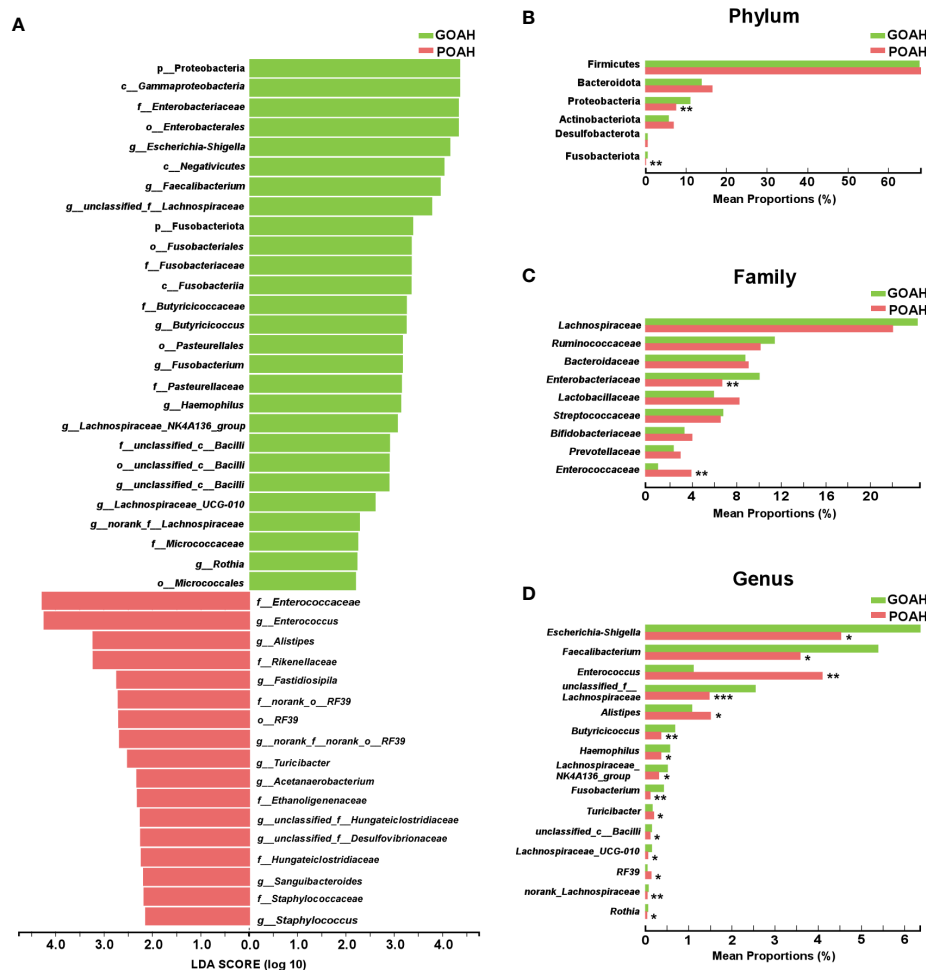 A
GOAH
POAH
p__Proteobacteria
c__Gammaproteobacteria
f__Enterobacteriaceae
o__Enterobacterales
g__Escherichia-Shigella
c__Negativicutes
g__Faecalibacterium
g__unclassified_f__Lachnospiraceae
p__Fusobacteriota
o__Fusobacteriales
f__Fusobacteriaceae
c__Fusobacteriia
f__Butyricicoccaceae
g__Butyricicoccus
o__Pasteurellales
g__Fusobacterium
f__Pasteurellaceae
g__Haemophilus
g__Lachnospiraceae_NK4A136_group
f__unclassified_c__Bacilli
o__unclassified_c__Bacilli
g__unclassified_c__Bacilli
g__Lachnospiraceae_UCG-010
g__norank_f__Lachnospiraceae
f__Micrococcaceae
g__Rothia
o__Micrococcales
f__Enterococcaceae
g__Enterococcus
g__Alistipes
f__Rikenellaceae
g__Fastidiosipila
f__norank_o__RF39
o__RF39
g__norank_f__norank_o__RF39
g__Turicibacter
g__Acetanaerobacterium
f__Ethanoligenenaceae
g__unclassified_f__Hungateiclostridiaceae
g__unclassified_f__Desulfovibrionaceae
f__Hungateiclostridiaceae
g__Sanguibacteroides
f__Staphylococcaceae
g__Staphylococcus
4.0 3.0 2.0 1.0 0.0 1.0 2.0 3.0 4.0
LDA SCORE (log 10)
B
Phylum
GOAH
POAH
Firmicutes
Bacteroidota
Proteobacteria
**
Actinobacteriota
Desulfobacterota
Fusobacteriota
**
0 10 20 30 40 50 60
Mean Proportions (%)
C
Family
GOAH
POAH
Lachnospiraceae
Ruminococcaceae
Bacteroidaceae
Enterobacteriaceae
**
Lactobacillaceae
Streptococcaceae
Bifidobacteriaceae
Prevotellaceae
Enterococcaceae
**
0 4 8 12 16 20
Mean Proportions (%)
D
Genus
GOAH
POAH
Escherichia-Shigella
*
Faecalibacterium
*
Enterococcus
**
unclassified_f__
Lachnospiraceae
***
Alistipes
*
Butyricicoccus
**
Haemophilus
*
Lachnospiraceae_
NK4A136_group
*
Fusobacterium
**
Turicibacter
*
unclassified_c__Bacilli
*
Lachnospiraceae_UCG-010
*
RF39
*
norank_Lachnospiraceae
**
Rothia
*
0 1 2 3 4 5 6
Mean Proportions (%)